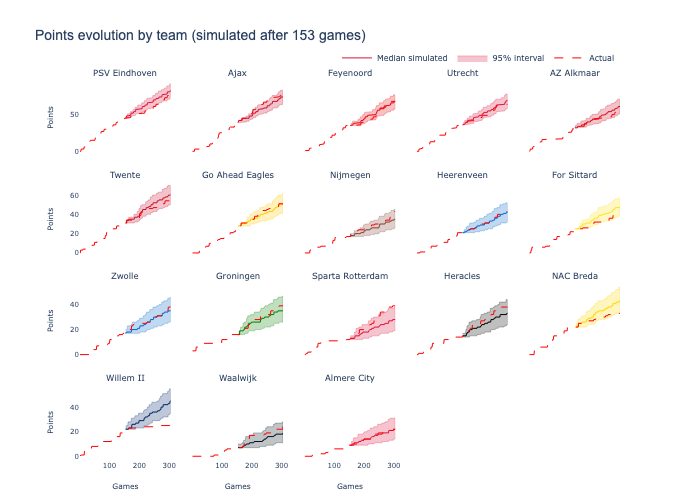 Points evolution by team (simulated after 153 games)
Median simulated 95% interval Actual
PSV Eindhoven Ajax Feyenoord Utrecht AZ Alkmaar
50
0
Points
Twente Go Ahead Eagles Nijmegen Heerenveen For Sittard
60
40
20
0
Points
Zwolle Groningen Sparta Rotterdam Heracles NAC Breda
40
20
0
Points
Willem II Waalwijk Almere City
40
20
0
Points
100 200 300 100 200 300 100 200 300
Games Games Games